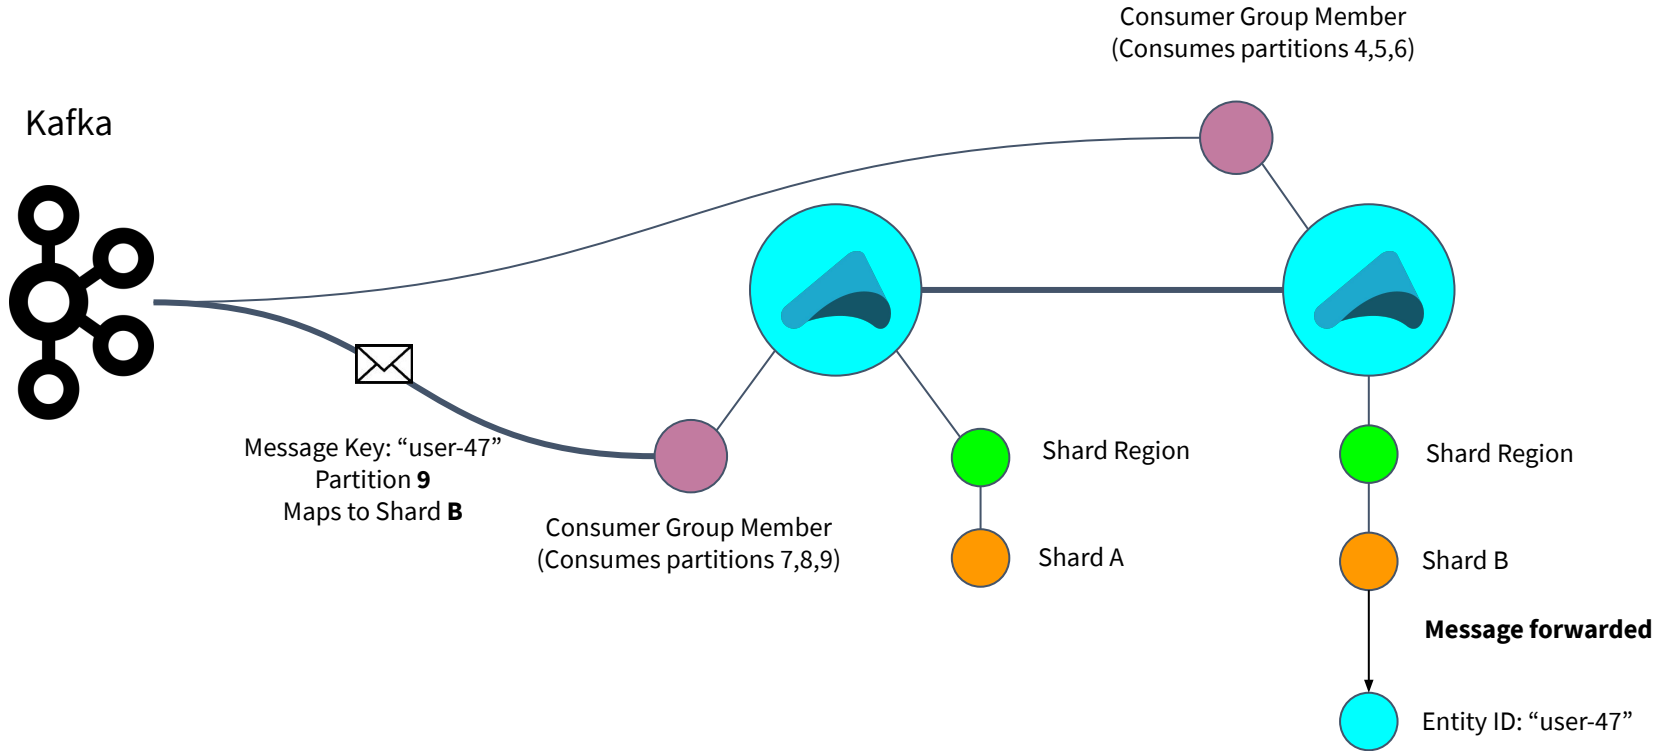 Consumer Group Member
(Consumes partitions 4,5,6)
Kafka
Message Key: “user-47”
Partition 9
Maps to Shard B
Consumer Group Member
(Consumes partitions 7,8,9)
Shard Region
Shard A
Shard Region
Shard B
Message forwarded
Entity ID: “user-47”